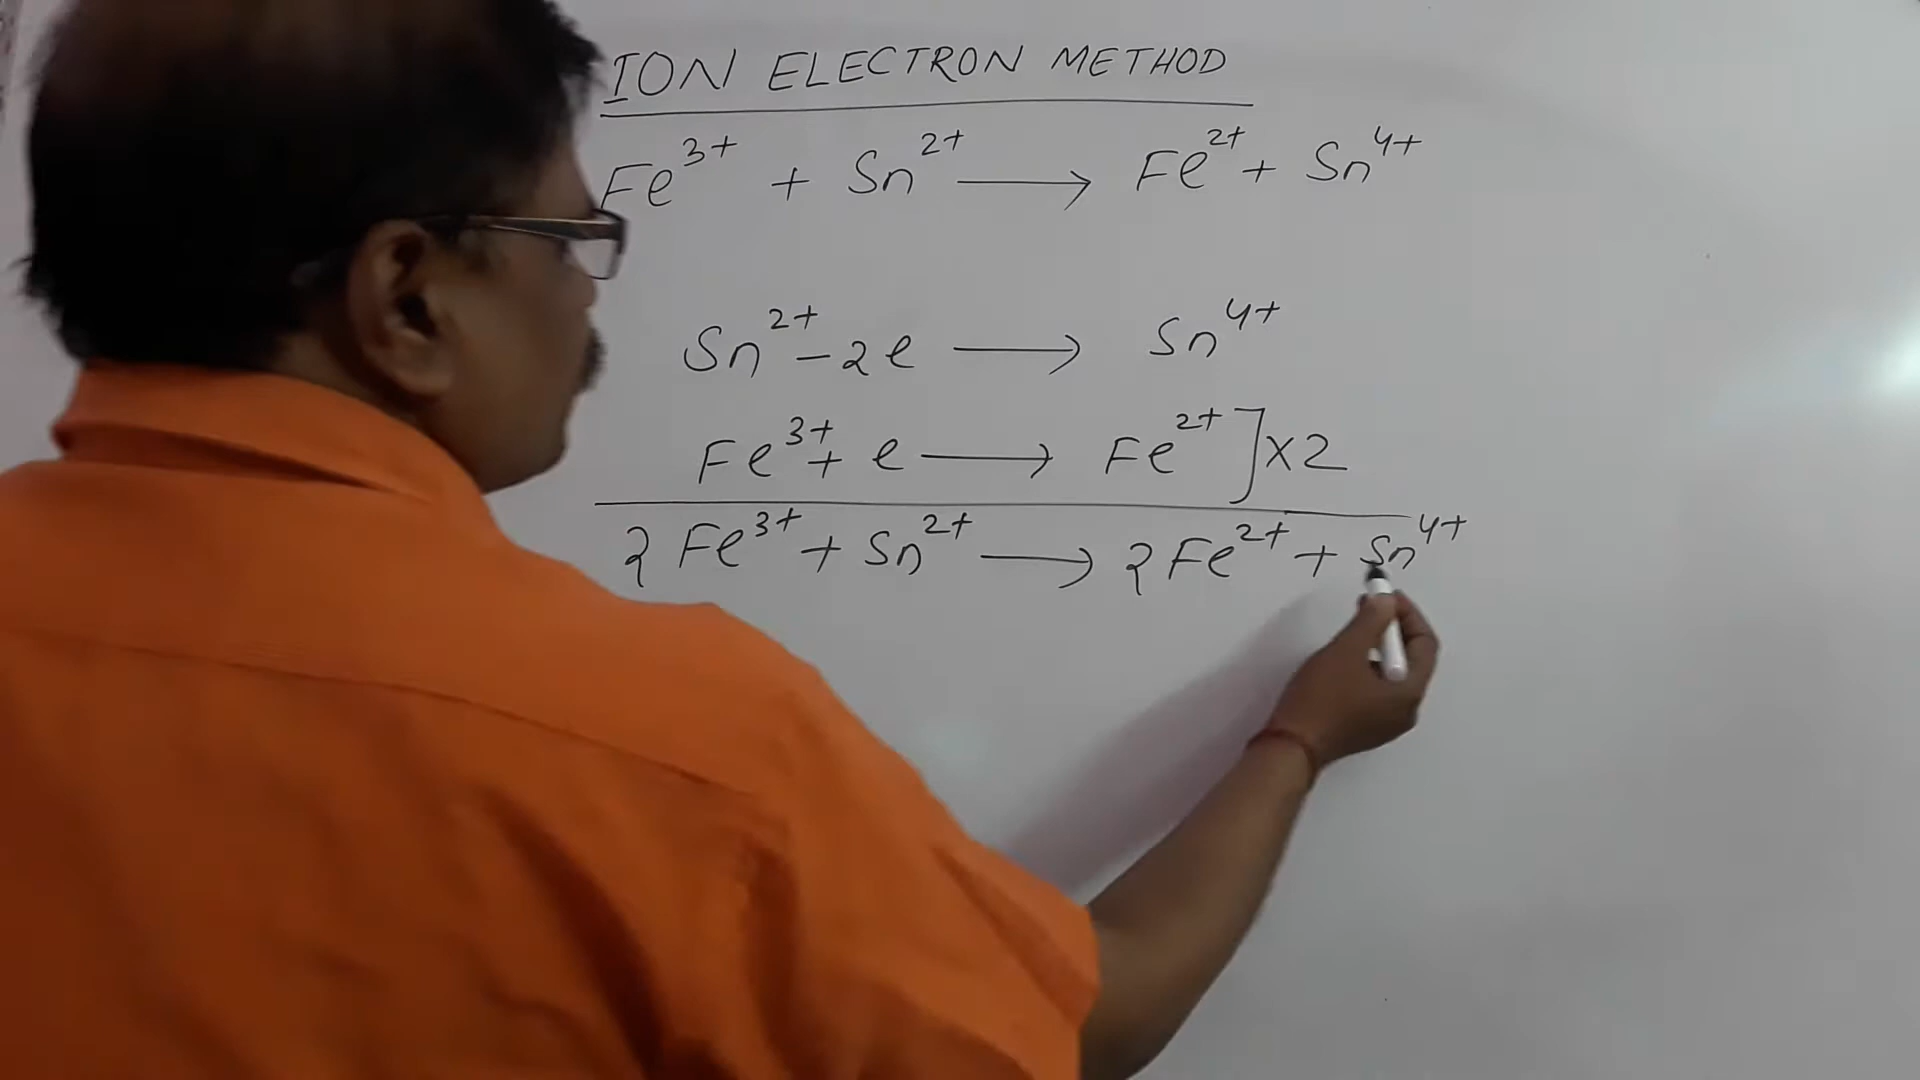 ION ELECTRON METHOD
Fe³⁺ + Sn²⁺ ⟶ Fe²⁺ + Sn⁴⁺
Sn²⁺ – 2e ⟶ Sn⁴⁺
Fe³⁺ + e ⟶ Fe²⁺ ] × 2
2Fe³⁺ + Sn²⁺ ⟶ 2Fe²⁺ + Sn⁴⁺